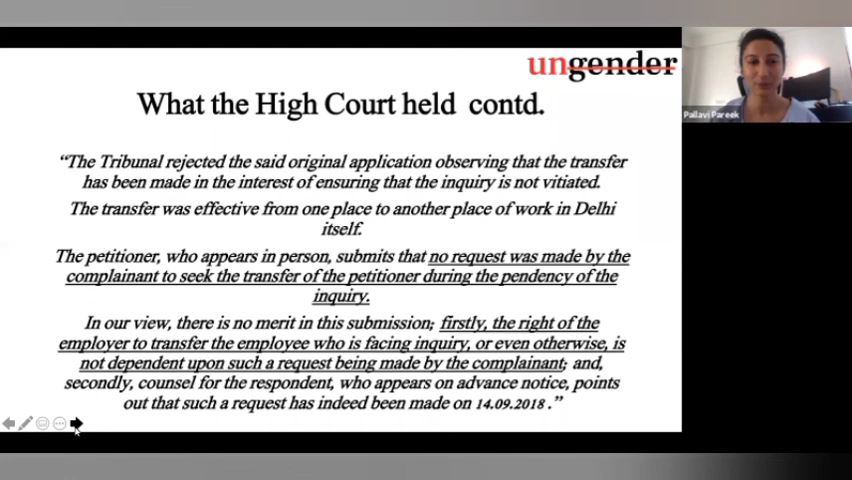 ungender
Pallavi Pareek
What the High Court held contd.
“The Tribunal rejected the said original application observing that the transfer
has been made in the interest of ensuring that the inquiry is not vitiated.
The transfer was effective from one place to another place of work in Delhi
itself.
The petitioner, who appears in person, submits that no request was made by the
complainant to seek the transfer of the petitioner during the pendency of the
inquiry.
In our view, there is no merit in this submission; firstly, the right of the
employer to transfer the employee who is facing inquiry, or even otherwise, is
not dependent upon such a request being made by the complainant; and,
secondly, counsel for the respondent, who appears on advance notice, points
out that such a request has indeed been made on 14.09.2018 .”